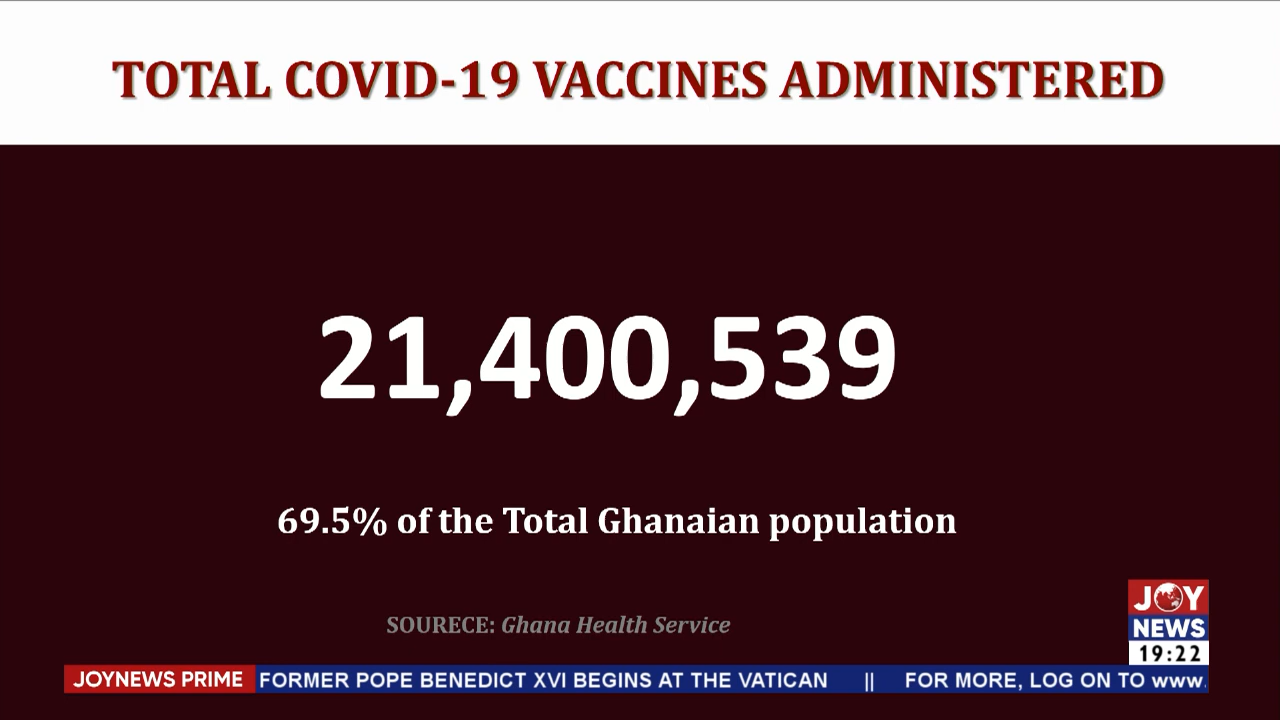 TOTAL COVID-19 VACCINES ADMINISTERED
21,400,539
69.5% of the Total Ghanaian population
SOURECE: Ghana Health Service
JOY
NEWS
19:22
JOYNEWS PRIME
FORMER POPE BENEDICT XVI BEGINS AT THE VATICAN || FOR MORE, LOG ON TO www.